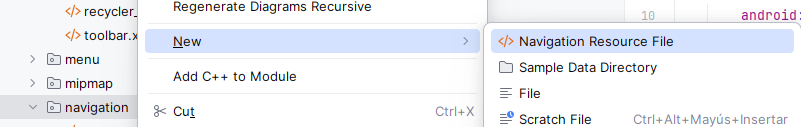 recycler_
toolbar.x
menu
mipmap
navigation
Regenerate Diagrams Recursive
New
Add C++ to Module
Cut Ctrl+X
10 android:
Navigation Resource File
Sample Data Directory
File
Scratch File Ctrl+Alt+Mayús+Insertar